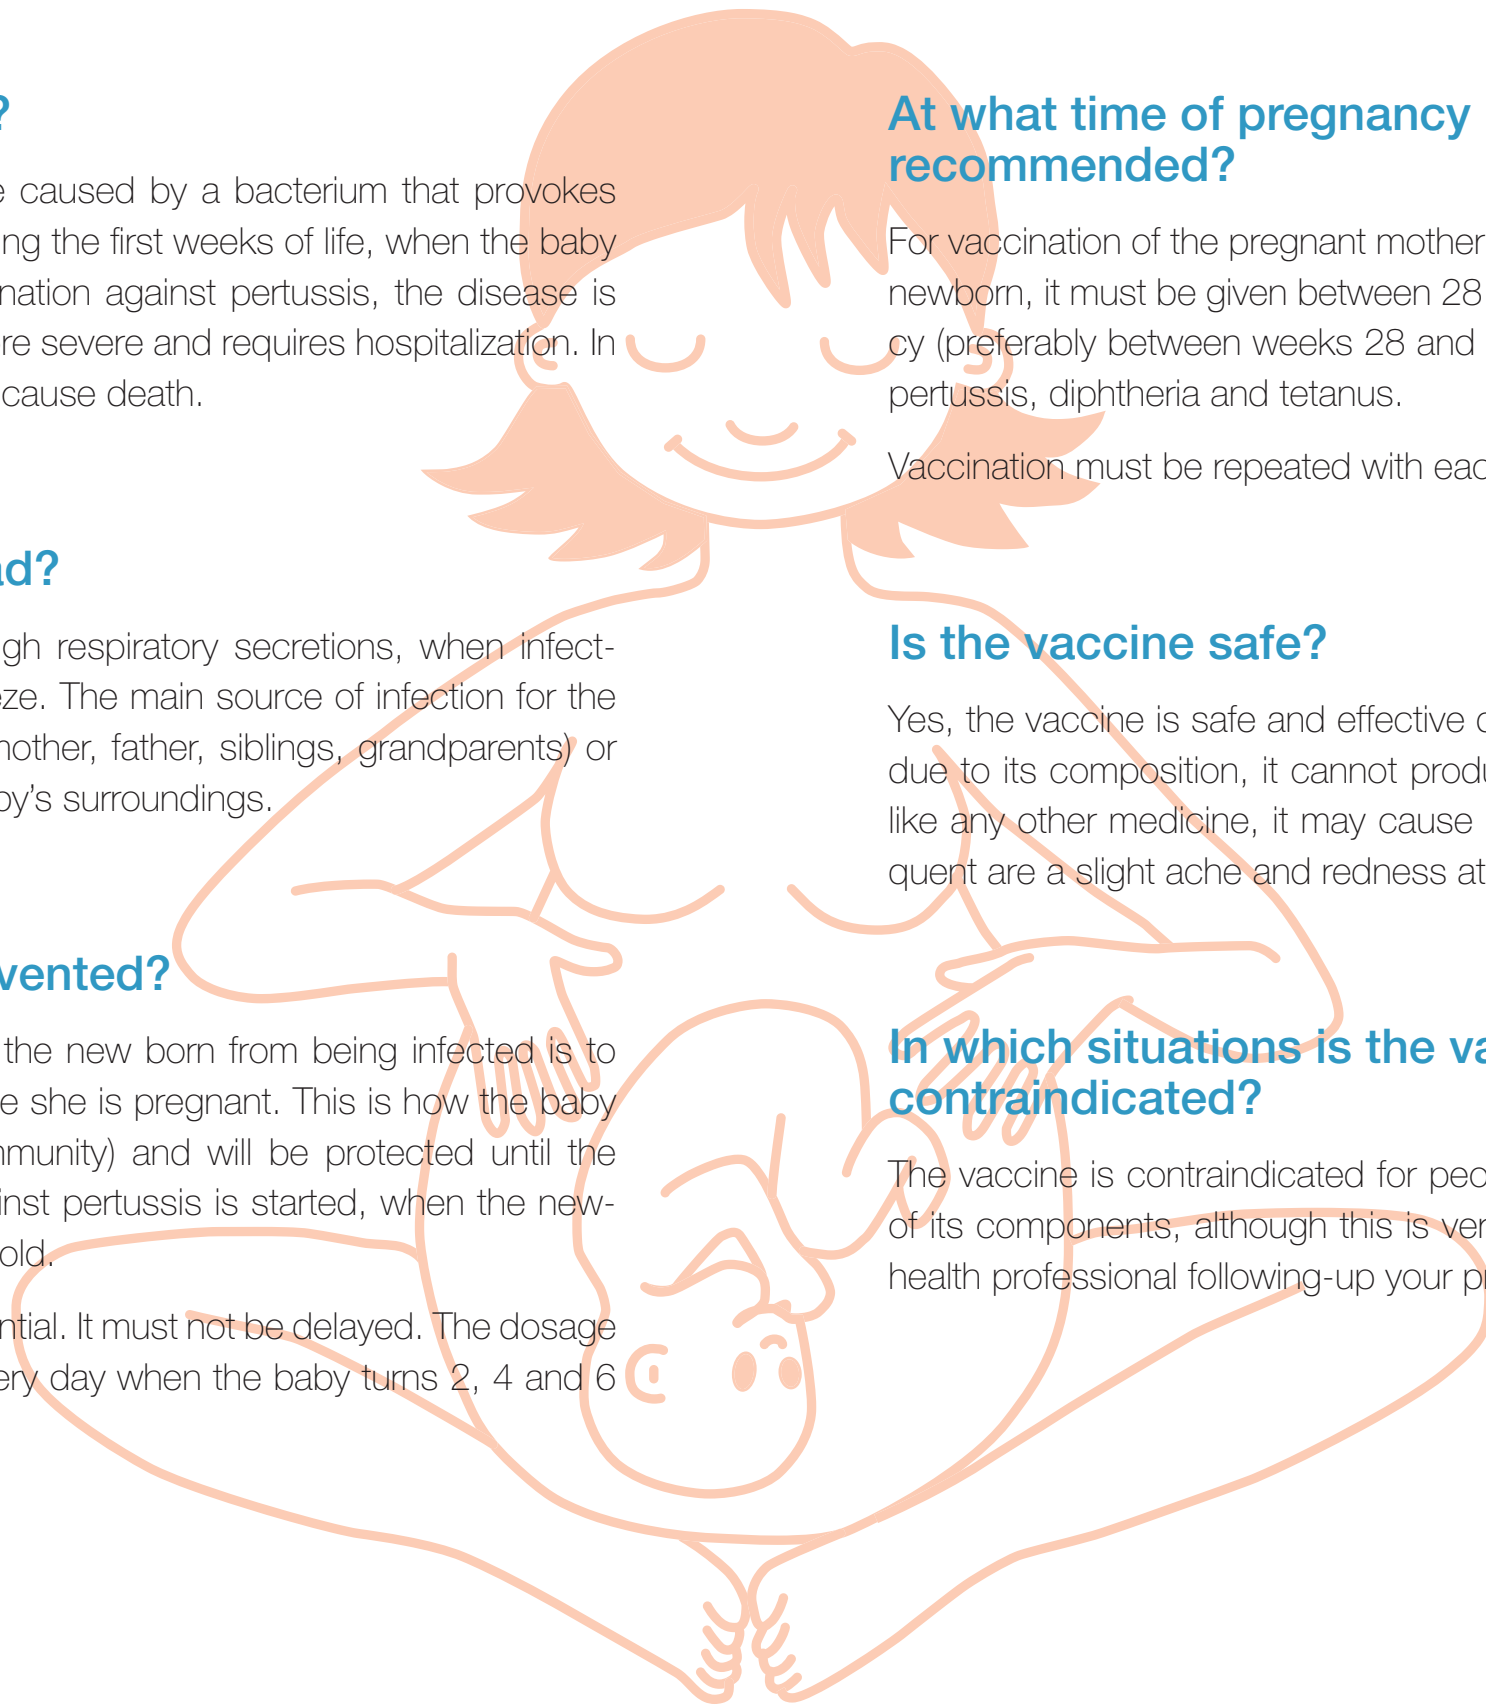 ?
e caused by a bacterium that provokes
ng the first weeks of life, when the baby
nation against pertussis, the disease is
re severe and requires hospitalization. In
cause death.
ad?
gh respiratory secretions, when infect-
eze. The main source of infection for the
mother, father, siblings, grandparents) or
by's surroundings.
vented?
the new born from being infected is to
e she is pregnant. This is how the baby
mmunity) and will be protected until the
inst pertussis is started, when the new-
old.
ntial. It must not be delayed. The dosage
ery day when the baby turns 2, 4 and 6
At what time of pregnancy
recommended?
For vaccination of the pregnant mother
newborn, it must be given between 28
cy (preferably between weeks 28 and
pertussis, diphtheria and tetanus.
Vaccination must be repeated with eac
Is the vaccine safe?
Yes, the vaccine is safe and effective
due to its composition, it cannot produ
like any other medicine, it may cause
quent are a slight ache and redness at
In which situations is the va
contraindicated?
The vaccine is contraindicated for peo
of its components, although this is ver
health professional following-up your pr